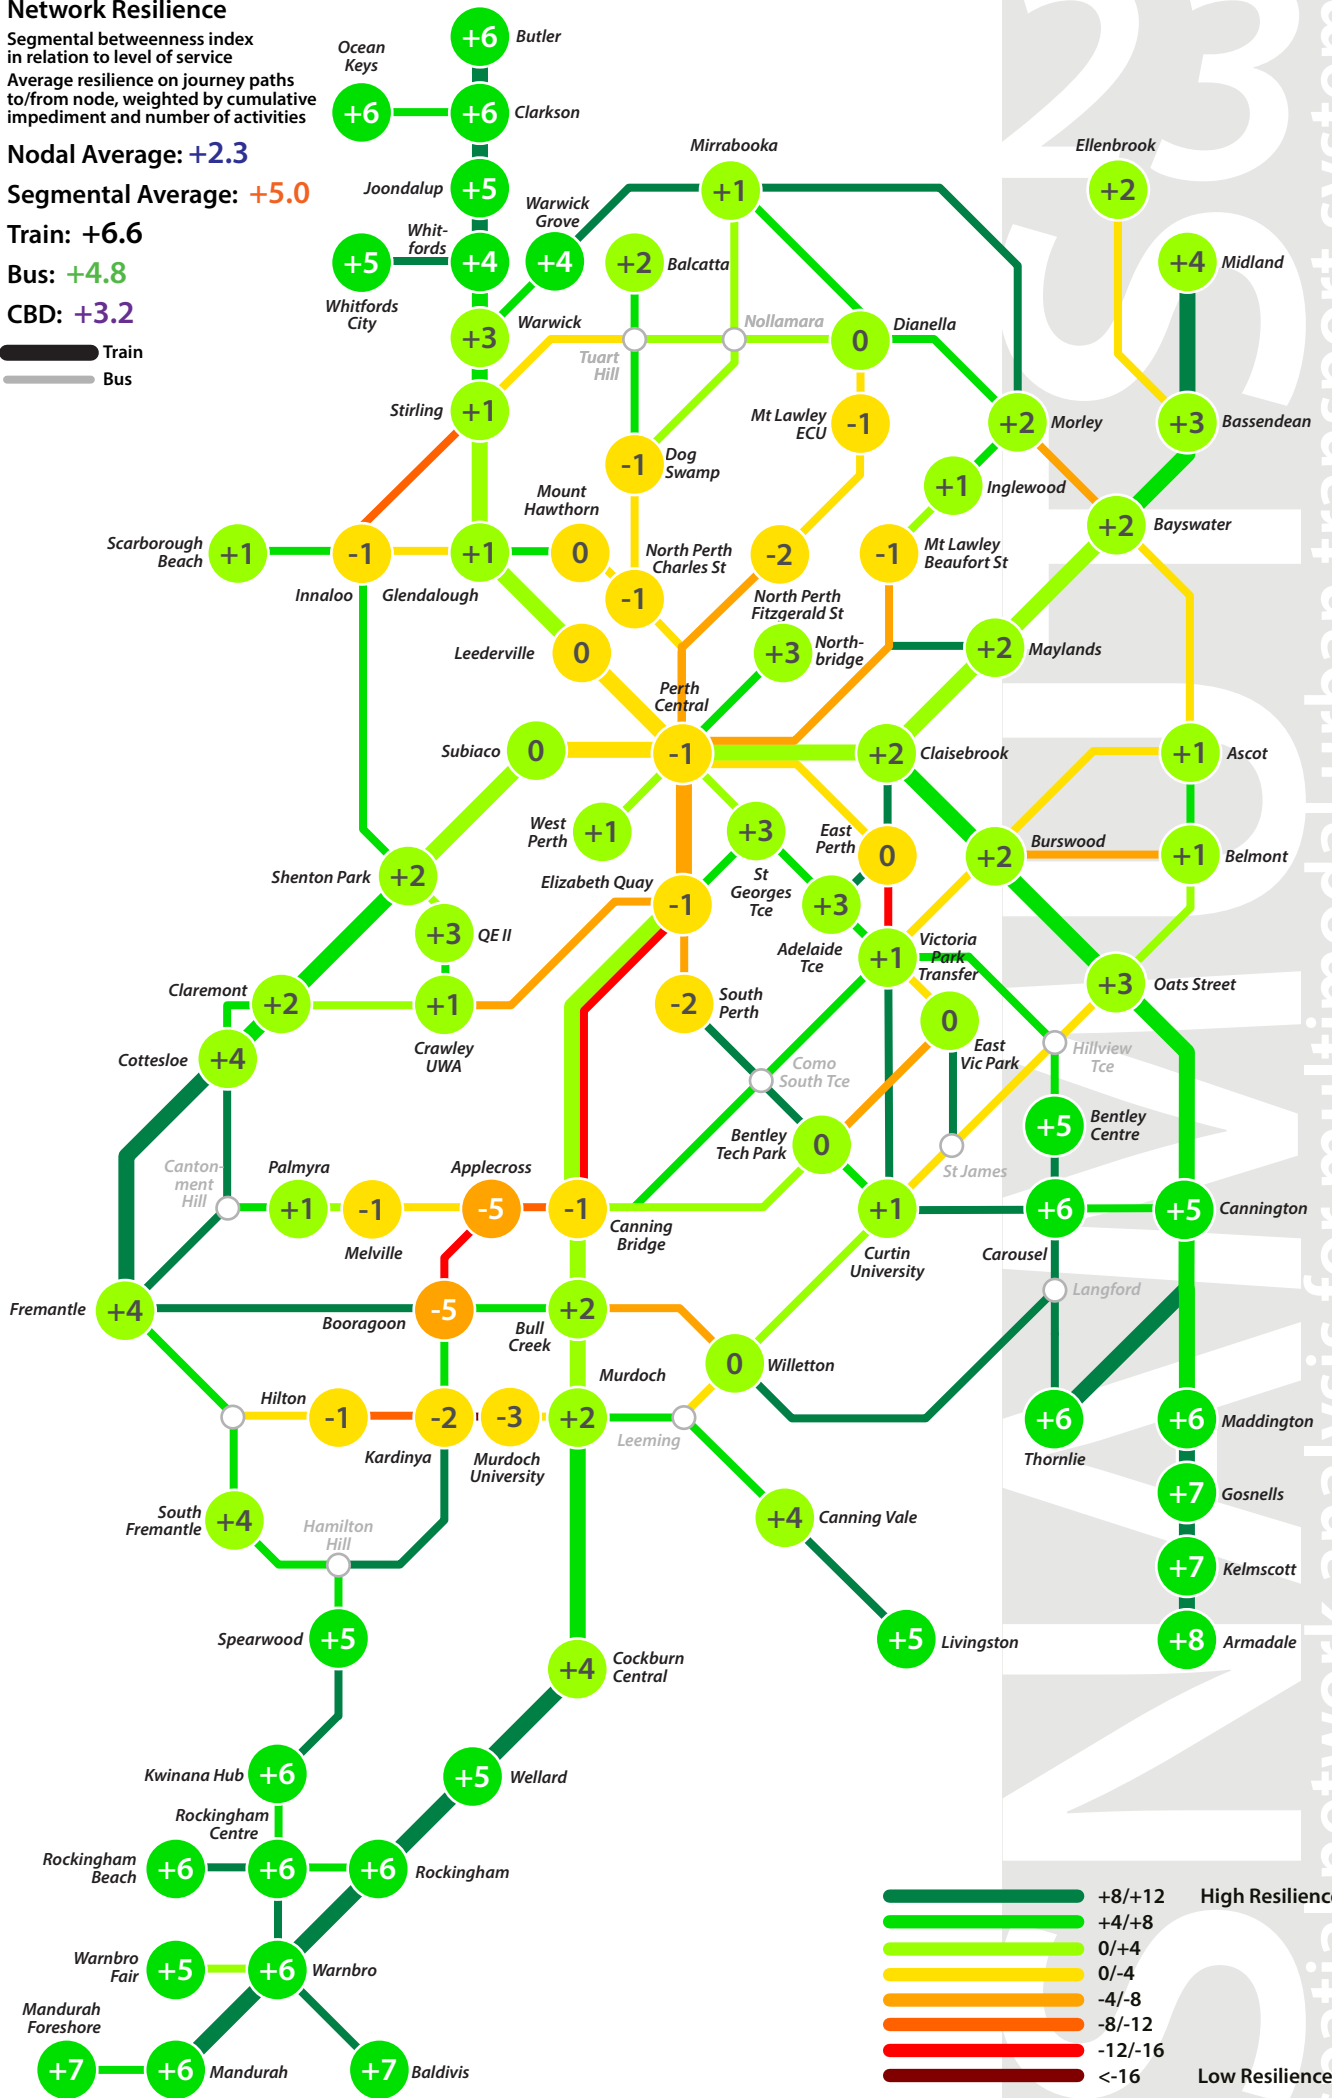 Network Resilience
Segmental betweenness index
in relation to level of service
Average resilience on journey paths
to/from node, weighted by cumulative
impediment and number of activities
Nodal Average: +2.3
Segmental Average: +5.0
Train: +6.6
Bus: +4.8
CBD: +3.2
Train
Bus
23
+6 Butler
Ocean
Keys
+6
+6 Clarkson
Joondalup +5
Whit-
fords
+4
+5
Whitfords
City
Warwick
Grove
+4
Mirrabooka
+1
Ellenbrook
+2
+2 Balcatta
+4 Midland
+3 Warwick
Tuart
Hill
Nollamara
0 Dianella
Stirling +1
Mt Lawley
ECU
-1
+2 Morley
+3 Bassendean
-1 Dog
Swamp
+1 Inglewood
Mount
Hawthorn
0
Scarborough
Beach
+1
-1
Innaloo
+1
Glendalough
North Perth
Charles St
-1
-2
North Perth
Fitzgerald St
-1 Mt Lawley
Beaufort St
+2 Bayswater
Leederville 0
+3 North-
bridge
+2 Maylands
Perth
Central
-1
Subiaco 0
+2 Claisebrook
+1 Ascot
West
Perth
+1
+3
St
Georges
Tce
East
Perth
0
+2 Burswood
+1 Belmont
Shenton Park +2
Elizabeth Quay -1
+3
Adelaide
Tce
+3 QE II
+1 Victoria
Park
Transfer
+3 Oats Street
Claremont +2
+1
Crawley
UWA
-2 South
Perth
0
East
Vic Park
Hillview
Tce
Cottesloe +4
Como
South Tce
+5 Bentley
Centre
Bentley
Tech Park
0
St James
Canton-
ment
Hill
Palmyra
+1
-1
Melville
Applecross
-5
-1
Canning
Bridge
+1
Curtin
University
+6
Carousel
+5 Cannington
Langford
Fremantle +4
-5
Booragoon
+2
Bull
Creek
0 Willetton
Hilton
-1
-2
Kardinya
-3
Murdoch
University
Murdoch
+2
Leeming
+6
Thornlie
+6 Maddington
+7 Gosnells
South
Fremantle
+4
Hamilton
Hill
+4 Canning Vale
+7 Kelmscott
Spearwood +5
+5 Livingston
+8 Armadale
+4 Cockburn
Central
Kwinana Hub +6
+5 Wellard
Rockingham
Centre
+6
Rockingham
Beach
+6
+6 Rockingham
Warnbro
Fair
+5
+6 Warnbro
Mandurah
Foreshore
+7
+6 Mandurah
+7 Baldivis
+8/+12 High Resilience
+4/+8
0/+4
0/-4
-4/-8
-8/-12
-12/-16
<-16 Low Resilience